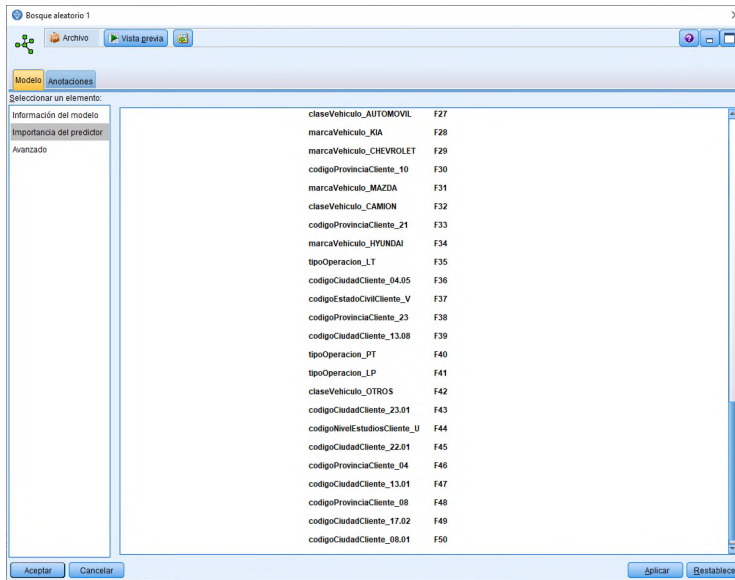 Bosque aleatorio 1
Archivo
Vista previa
Modelo Anotaciones
Seleccionar un elemento:
Información del modelo
Importancia del predictor
Avanzado
claseVehiculo_AUTOMOVIL F27
marcaVehiculo_KIA F28
marcaVehiculo_CHEVROLET F29
codigoProvinciaCliente_10 F30
marcaVehiculo_MAZDA F31
claseVehiculo_CAMION F32
codigoProvinciaCliente_21 F33
marcaVehiculo_HYUNDAI F34
tipoOperacion_LT F35
codigoCiudadCliente_04.05 F36
codigoEstadoCivilCliente_V F37
codigoProvinciaCliente_23 F38
codigoCiudadCliente_13.08 F39
tipoOperacion_PT F40
tipoOperacion_LP F41
claseVehiculo_OTROS F42
codigoCiudadCliente_23.01 F43
codigoNivelEstudiosCliente_U F44
codigoCiudadCliente_22.01 F45
codigoProvinciaCliente_04 F46
codigoCiudadCliente_13.01 F47
codigoProvinciaCliente_08 F48
codigoCiudadCliente_17.02 F49
codigoCiudadCliente_08.01 F50
Aceptar Cancelar Aplicar Restablece